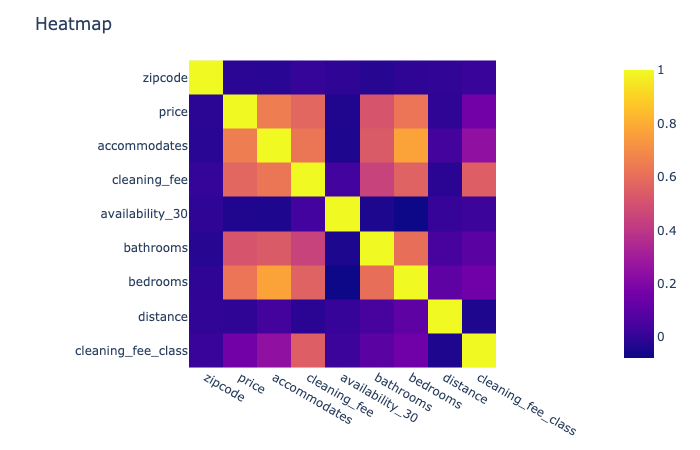 Heatmap
zipcode
price
accommodates
cleaning_fee
availability_30
bathrooms
bedrooms
distance
cleaning_fee_class
zipcode
price
accommodates
cleaning_fee
availability_30
bathrooms
bedrooms
distance
cleaning_fee_class
1
0.8
0.6
0.4
0.2
0